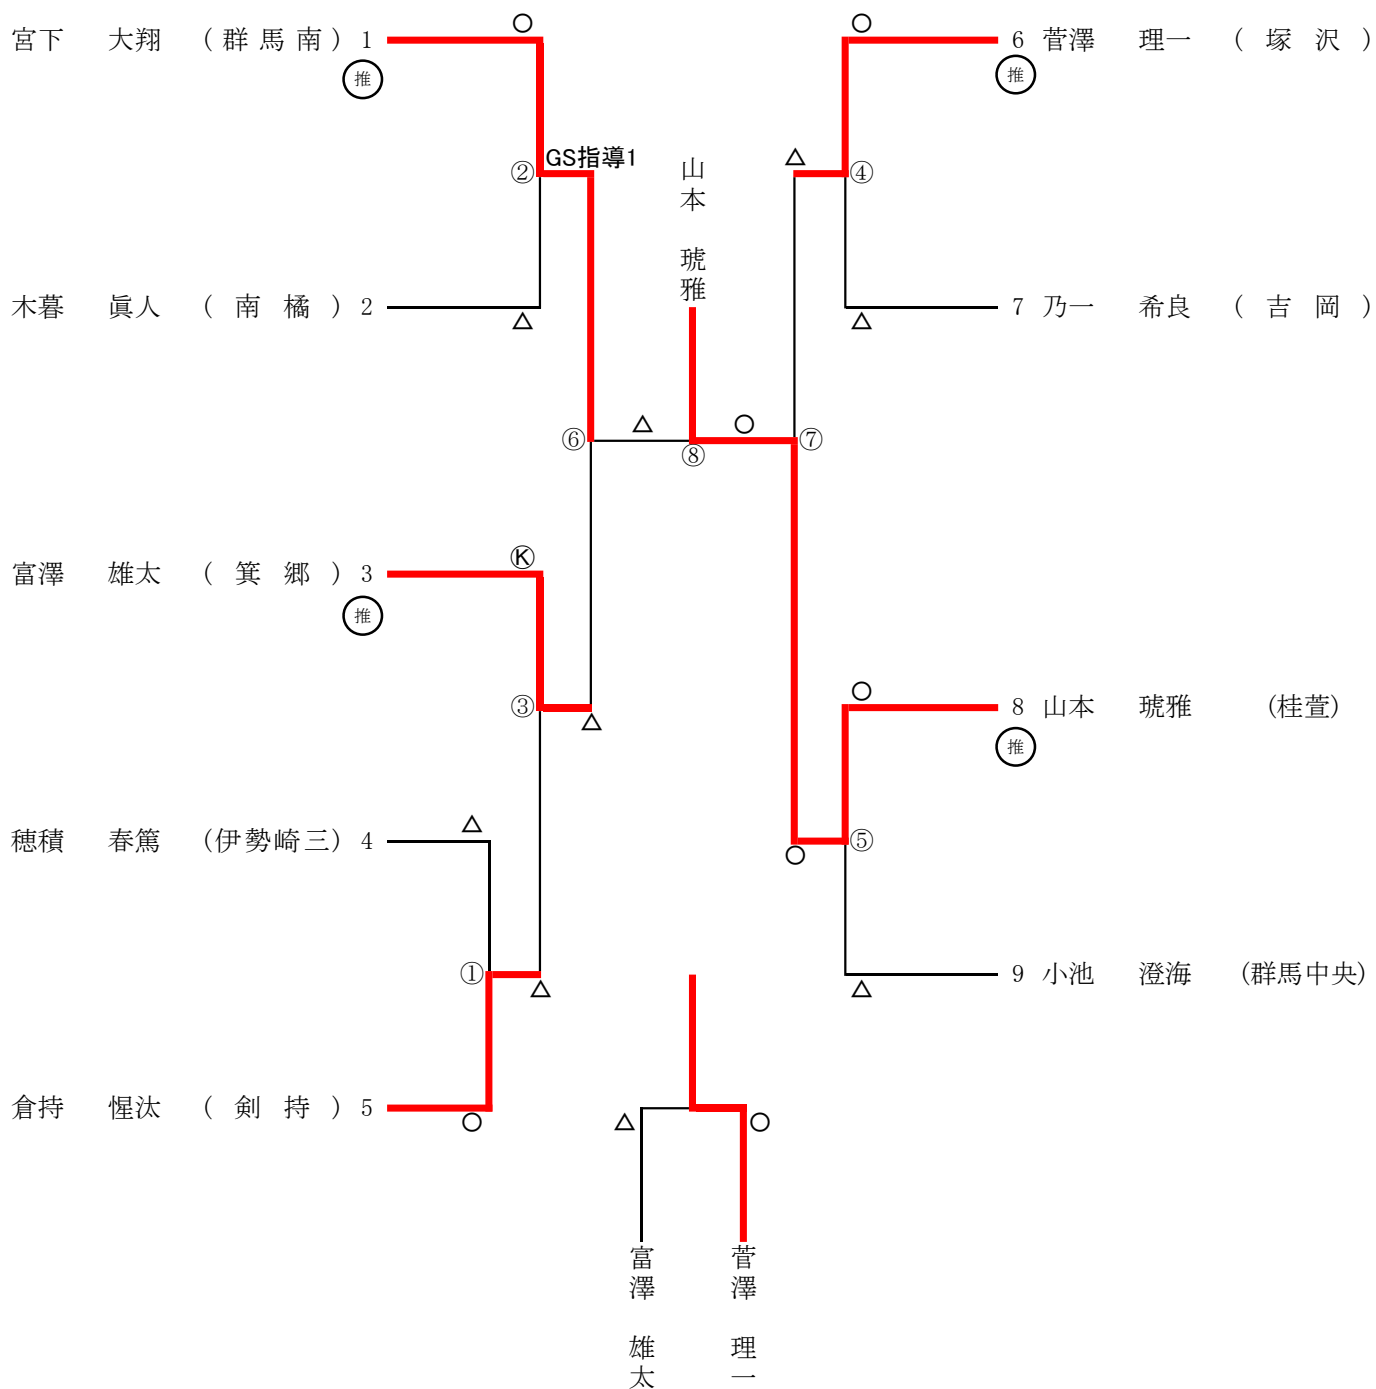 宮下 大翔 (群馬南) 1
推
木暮 眞人 (南橘) 2
富澤 雄太 (箕郷) 3
推
穂積 春篤 (伊勢崎三) 4
倉持 惺汰 (剣持) 5
○
② GS指導1
△
⑥
Ⓚ
③
△
△
①
△
○
山本 琥雅
△
⑧
○
⑦
△
④
○
△
○
⑤
○
△
6 菅澤 理一 (塚沢)
推
7 乃一 希良 (吉岡)
8 山本 琥雅 (桂萱)
推
9 小池 澄海 (群馬中央)
△
○
富澤 雄太
菅澤 理一